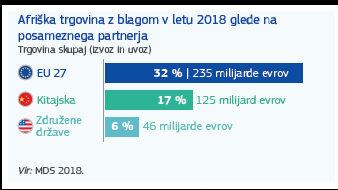 Afriška trgovina z blagom v letu 2018 glede na
posameznega partnerja
Trgovina skupaj (izvoz in uvoz)
EU 27
32 % | 235 milijarde evrov
Kitajska
17 % | 125 milijard evrov
Združene
države
6 % | 46 milijarde evrov
Vir: MDS 2018.